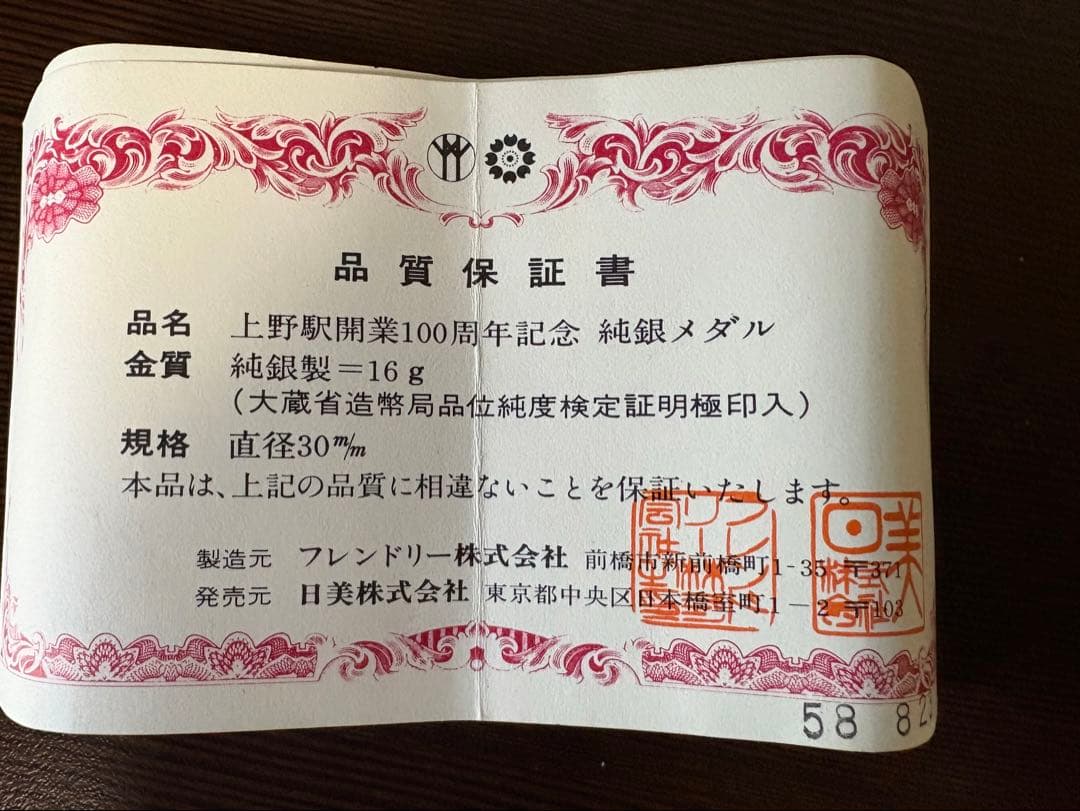 品質保証書
品名 上野駅開業100周年記念 純銀メダル
金質 純銀製=16g
(大蔵省造幣局品位純度検定証明極印入)
規格 直径30m/m
本品は、上記の品質に相違ないことを保証いたします。
製造元 フレンドリー株式会社 前橋市新前橋町1-35 〒371
発売元 日美株式会社 東京都中央区日本橋室町1-2 〒103
58 8 23